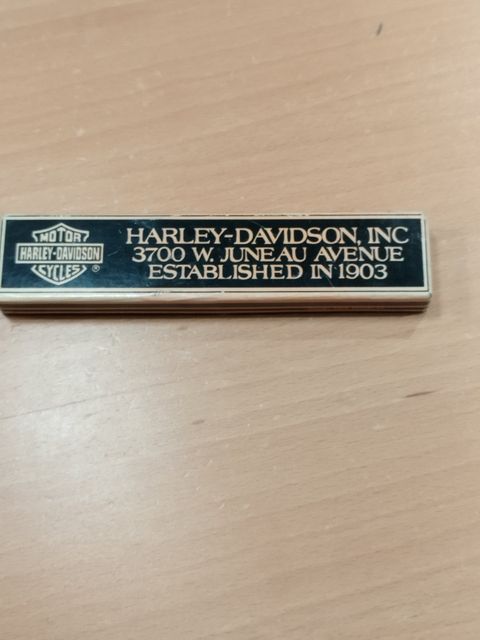 MOTOR
HARLEY-DAVIDSON
CYCLES ®
HARLEY-DAVIDSON, INC
3700 W. JUNEAU AVENUE
ESTABLISHED IN 1903